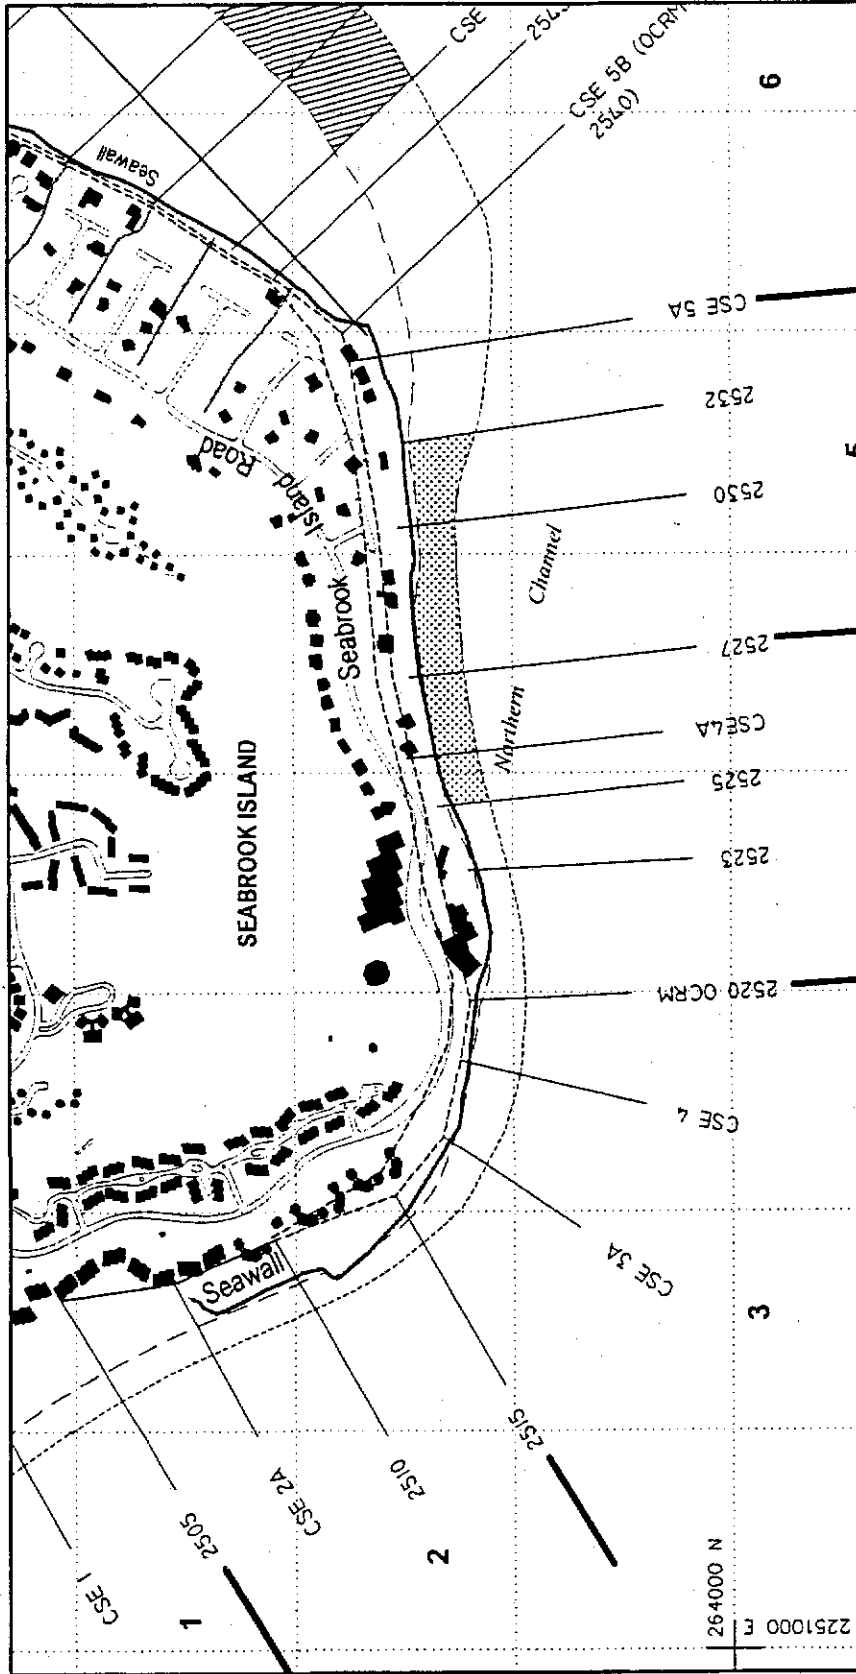 CSE
254
CSE 5B (OCRM
2540)
6
Seawall
CSE 5A
2532
5
2530
Road
Island
Seabrook
Channel
Northern
2527
CSE4A
2525
2523
SEABROOK ISLAND
2520 OCRM
CSE 4
CSE 3A
3
Seawall
2515
2510
CSE 2A
2505
CSE 1
1
2
264000 N
2251000 E